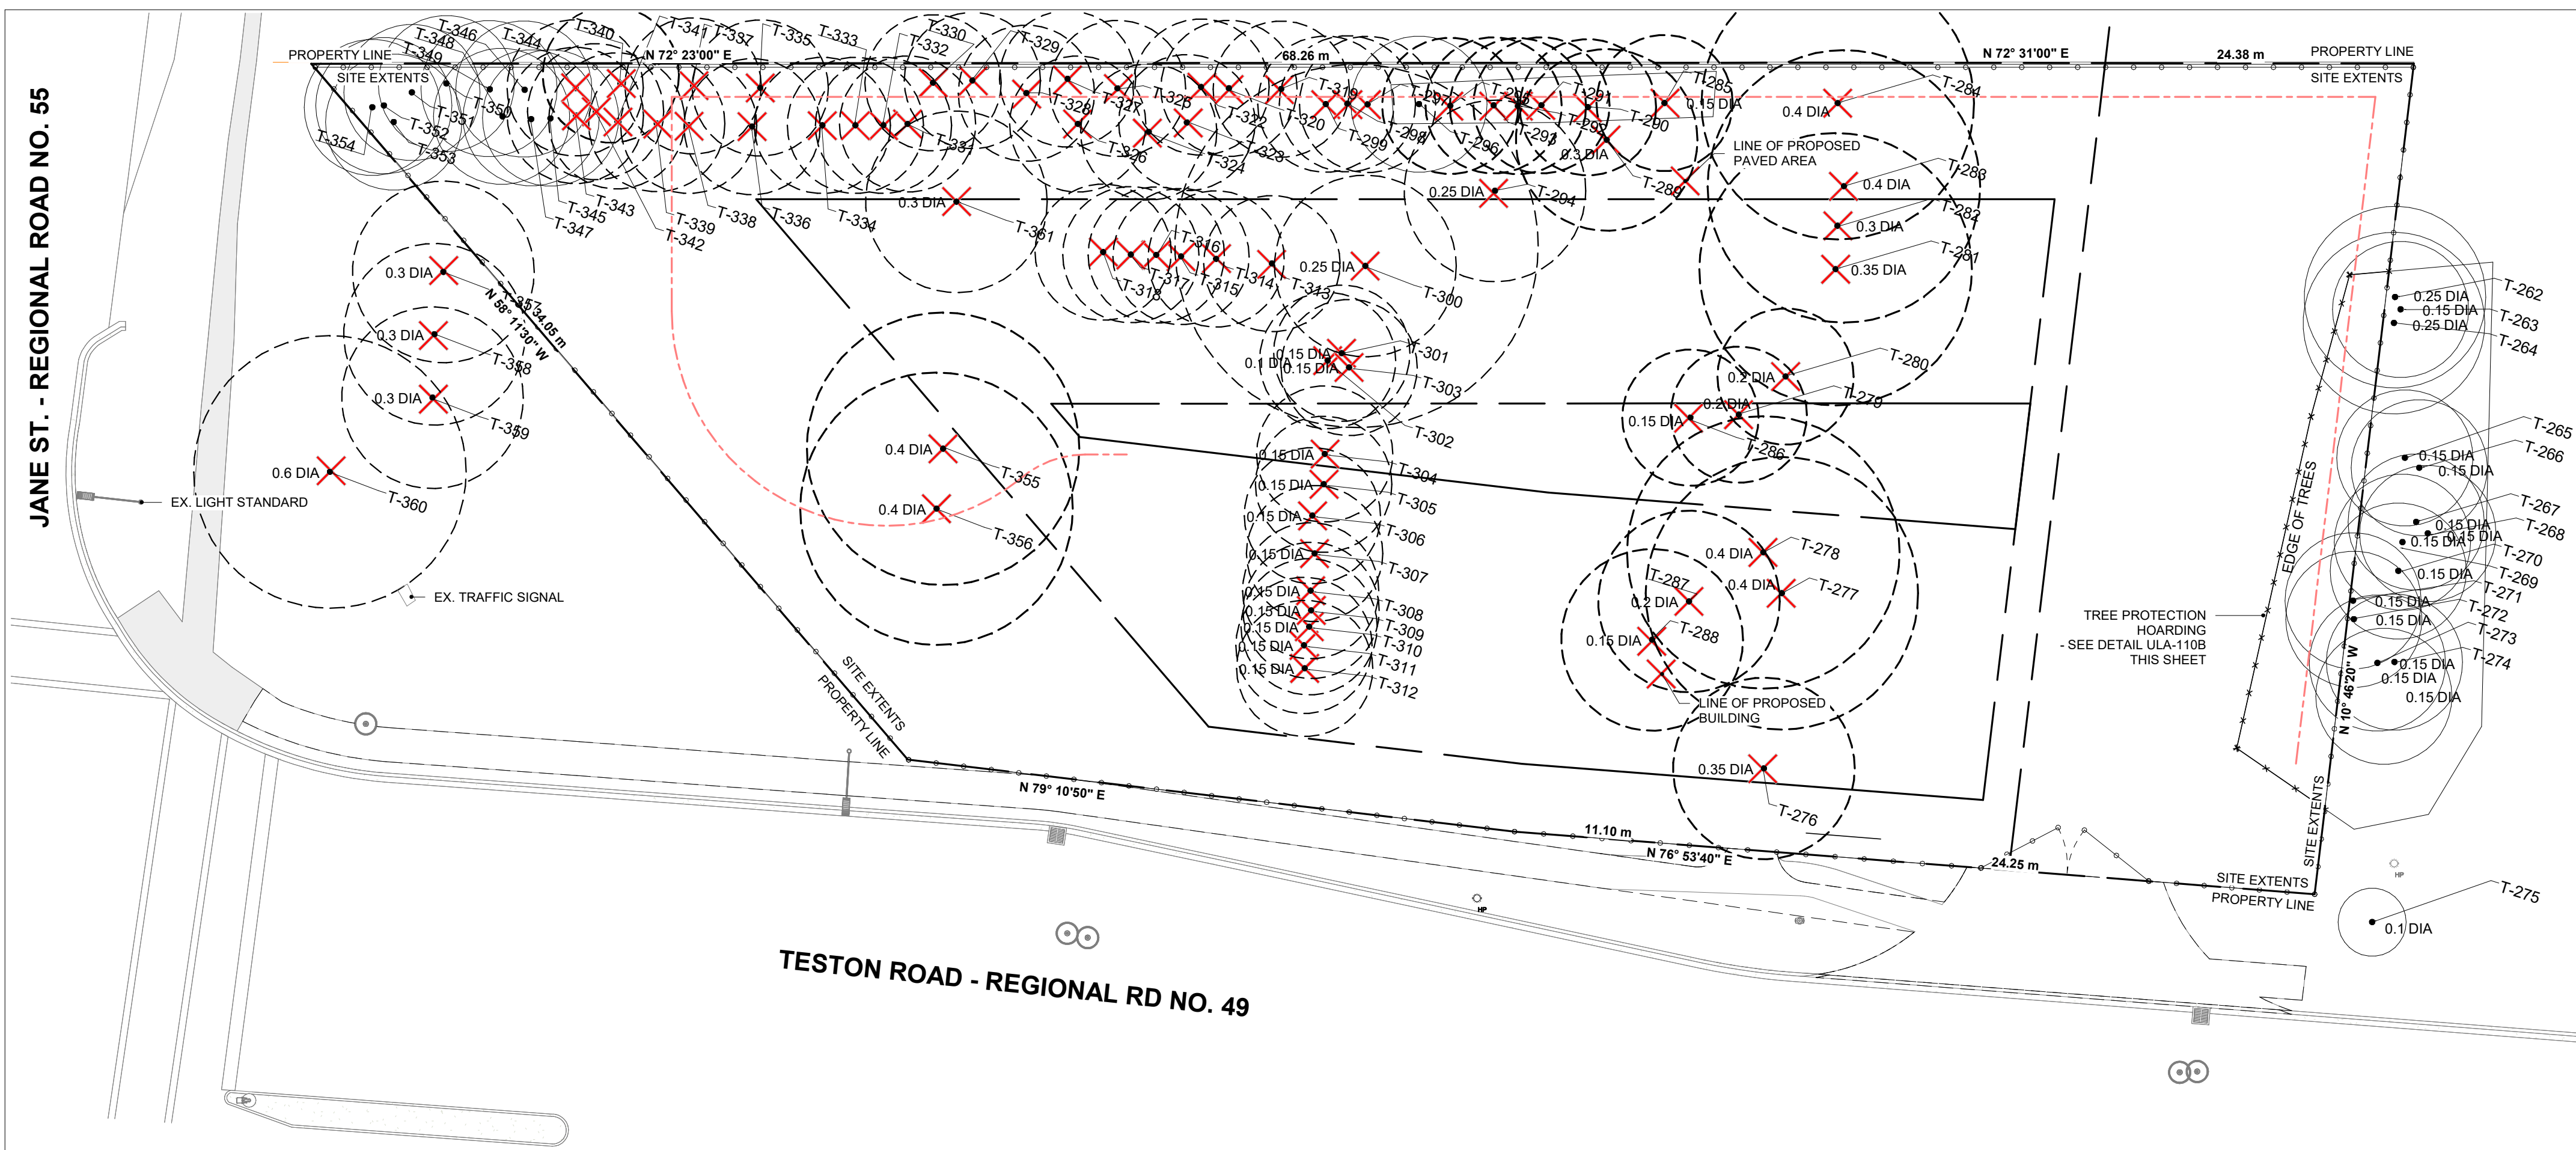 JANE ST. - REGIONAL ROAD NO. 55
PROPERTY LINE
SITE EXTENTS
N 72° 23'00" E
68.26 m
N 72° 31'00" E
24.38 m
PROPERTY LINE
SITE EXTENTS
T-346
T-348
T-349
T-344
T-340
T-341
T-337
T-335
T-333
T-332
T-330
T-329
T-350
T-351
T-352
T-353
T-354
T-347
T-345
T-343
T-342
T-339
T-338
T-336
T-334
T-331
T-328
T-327
T-326
T-325
T-324
T-323
T-322
T-320
T-319
T-299
T-298
T-297
T-296
T-293
T-292
T-291
T-290
T-285
0.15 DIA
0.3 DIA
T-289
LINE OF PROPOSED
PAVED AREA
0.25 DIA
T-294
0.4 DIA
T-284
0.4 DIA
T-283
0.3 DIA
T-282
0.35 DIA
T-281
0.3 DIA
T-361
T-318
T-317
T-316
T-315
T-314
T-313
0.25 DIA
T-300
0.15 DIA
T-301
0.1 DIA
0.15 DIA
T-303
T-302
0.2 DIA
T-280
0.2 DIA
T-279
0.15 DIA
T-286
0.3 DIA
T-357
N 58° 11'30" W
34.05 m
0.3 DIA
T-358
0.3 DIA
T-359
0.6 DIA
T-360
EX. LIGHT STANDARD
EX. TRAFFIC SIGNAL
0.4 DIA
T-355
0.4 DIA
T-356
0.15 DIA
T-304
0.15 DIA
T-305
0.15 DIA
T-306
0.15 DIA
T-307
0.15 DIA
T-308
0.15 DIA
T-309
0.15 DIA
T-310
0.15 DIA
T-311
0.15 DIA
T-312
0.4 DIA
T-278
0.4 DIA
T-277
T-287
0.2 DIA
T-288
0.15 DIA
LINE OF PROPOSED
BUILDING
0.35 DIA
T-276
T-262
0.25 DIA
0.15 DIA
T-263
0.25 DIA
T-264
T-265
0.15 DIA
T-266
0.15 DIA
T-267
0.15 DIA
T-268
0.15 DIA
0.15 DIA
T-270
0.15 DIA
T-269
T-271
0.15 DIA
T-272
0.15 DIA
T-273
0.15 DIA
T-274
0.15 DIA
0.15 DIA
EDGE OF TREES
TREE PROTECTION
HOARDING
- SEE DETAIL ULA-110B
THIS SHEET
N 10° 46'20" W
SITE EXTENTS
SITE EXTENTS
PROPERTY LINE
N 79° 10'50" E
11.10 m
N 76° 53'40" E
24.25 m
SITE EXTENTS
PROPERTY LINE
HP
HP
T-275
0.1 DIA
TESTON ROAD - REGIONAL RD NO. 49